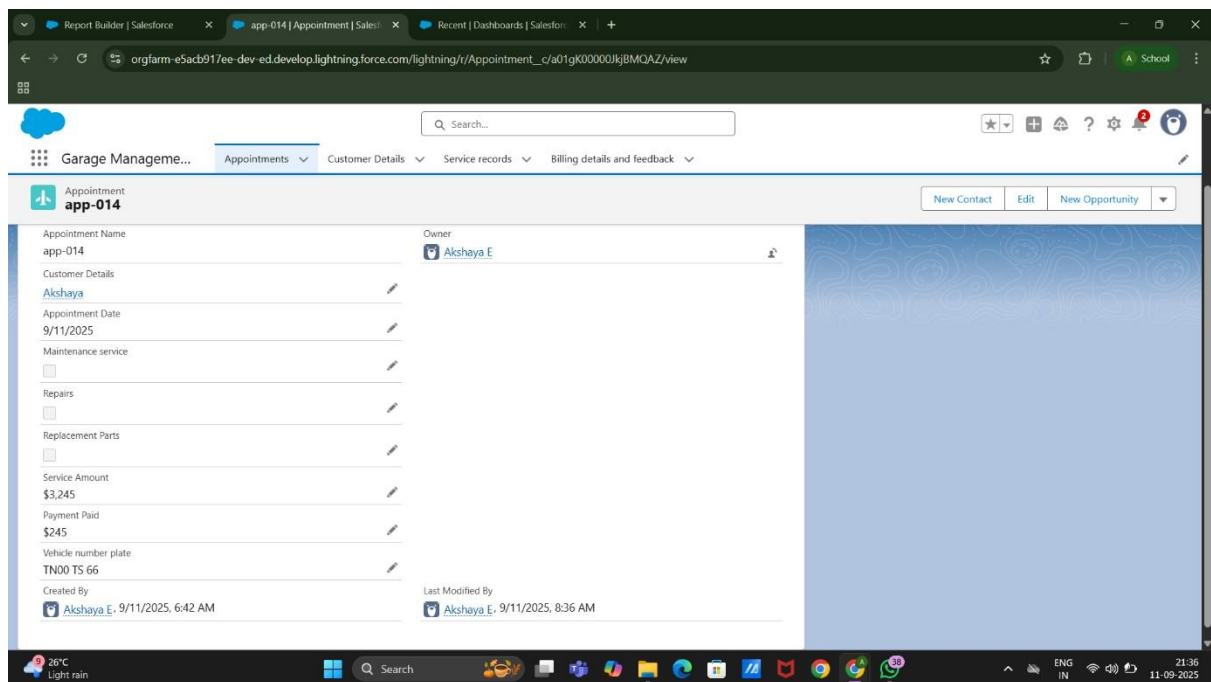 Report Builder | Salesforce
app-014 | Appointment | Salesf
Recent | Dashboards | Salesforc
orgfarm-e5acb917ee-dev-ed.develop.lightning.force.com/lightning/r/Appointment__c/a01gK00000JkjBMQAZ/view
A School
Search...
2
Garage Manageme...
Appointments
Customer Details
Service records
Billing details and feedback
Appointment
app-014
New Contact
Edit
New Opportunity
Appointment Name
app-014
Owner
Akshaya E
Customer Details
Akshaya
Appointment Date
9/11/2025
Maintenance service
Repairs
Replacement Parts
Service Amount
$3,245
Payment Paid
$245
Vehicle number plate
TN00 TS 66
Created By
Akshaya E, 9/11/2025, 6:42 AM
Last Modified By
Akshaya E, 9/11/2025, 8:36 AM
9
26°C
Light rain
Search
38
ENG
IN
21:36
11-09-2025